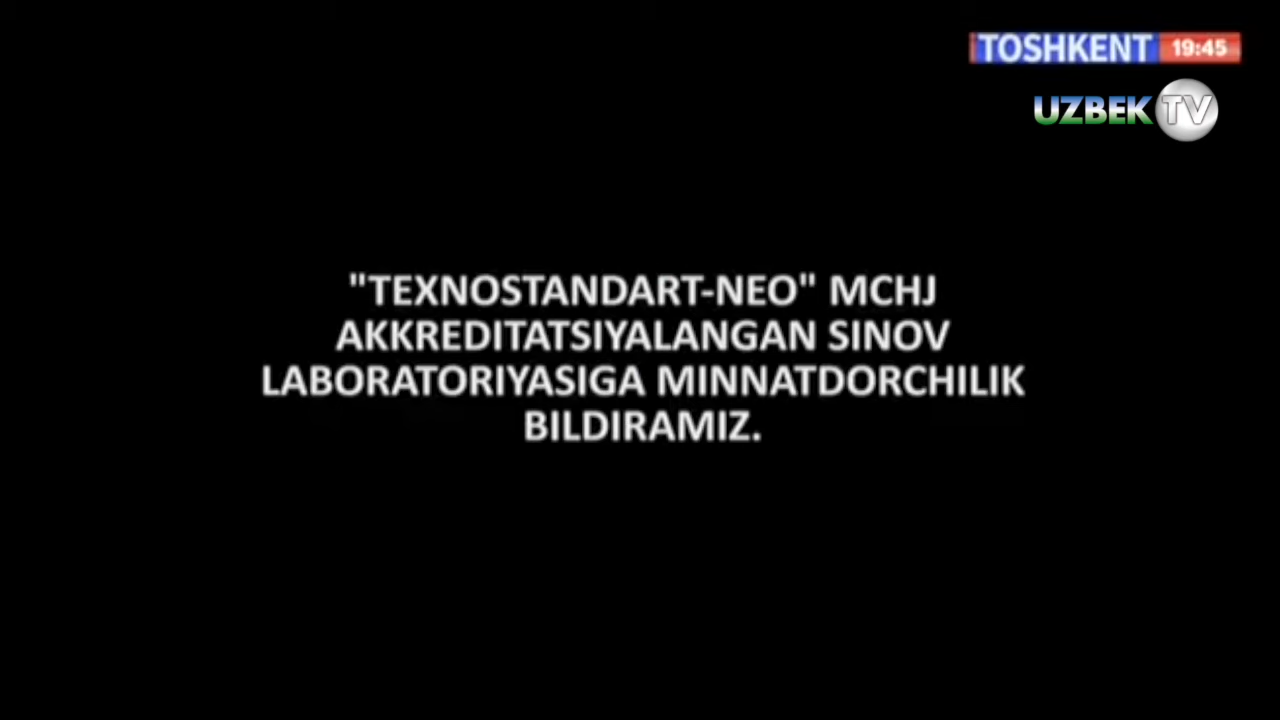 TOSHKENT 19:45
UZBEK TV
"TEXNOSTANDART-NEO" MCHJ
AKKREDITATSIYALANGAN SINOV
LABORATORIYASIGA MINNATDORCHILIK
BILDIRAMIZ.